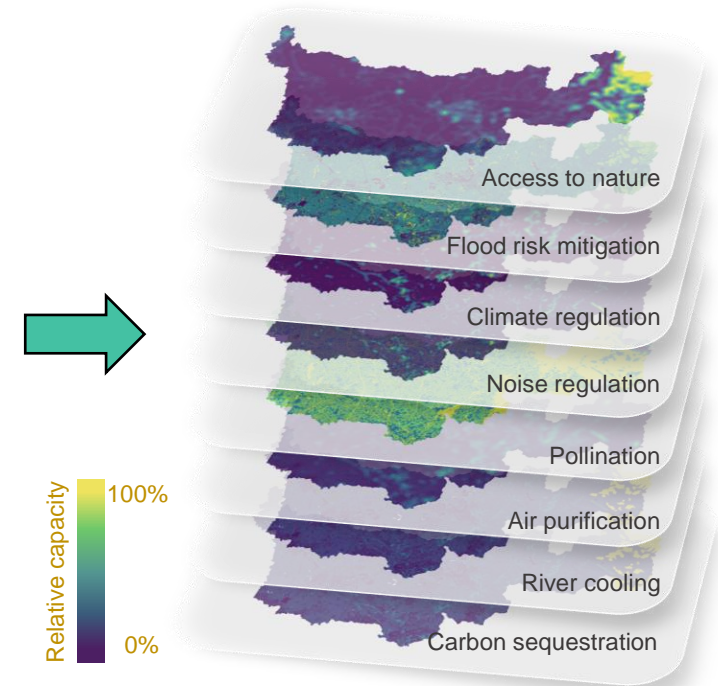 Access to nature
Flood risk mitigation
Climate regulation
Noise regulation
Pollination
Air purification
River cooling
Carbon sequestration
Relative capacity
100%
0%